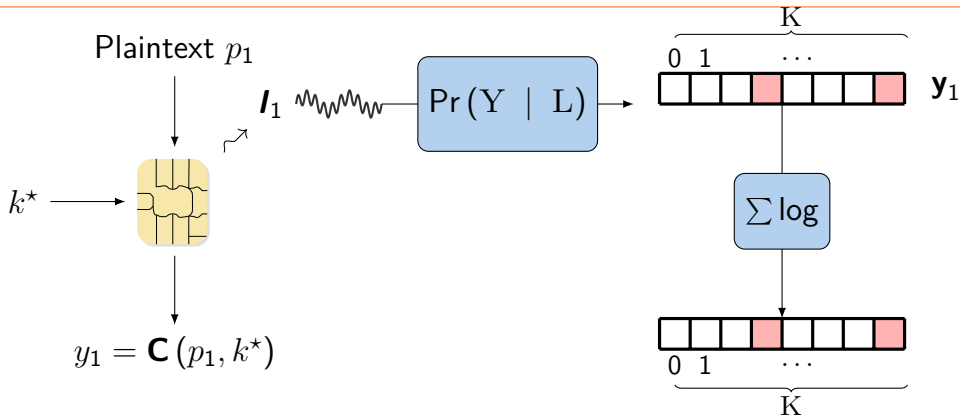 Plaintext p₁
k⋆
y₁ = C (p₁, k⋆)
l₁
Pr (Y | L)
K
0 1 ⋯
y₁
∑ log
0 1 ⋯
K